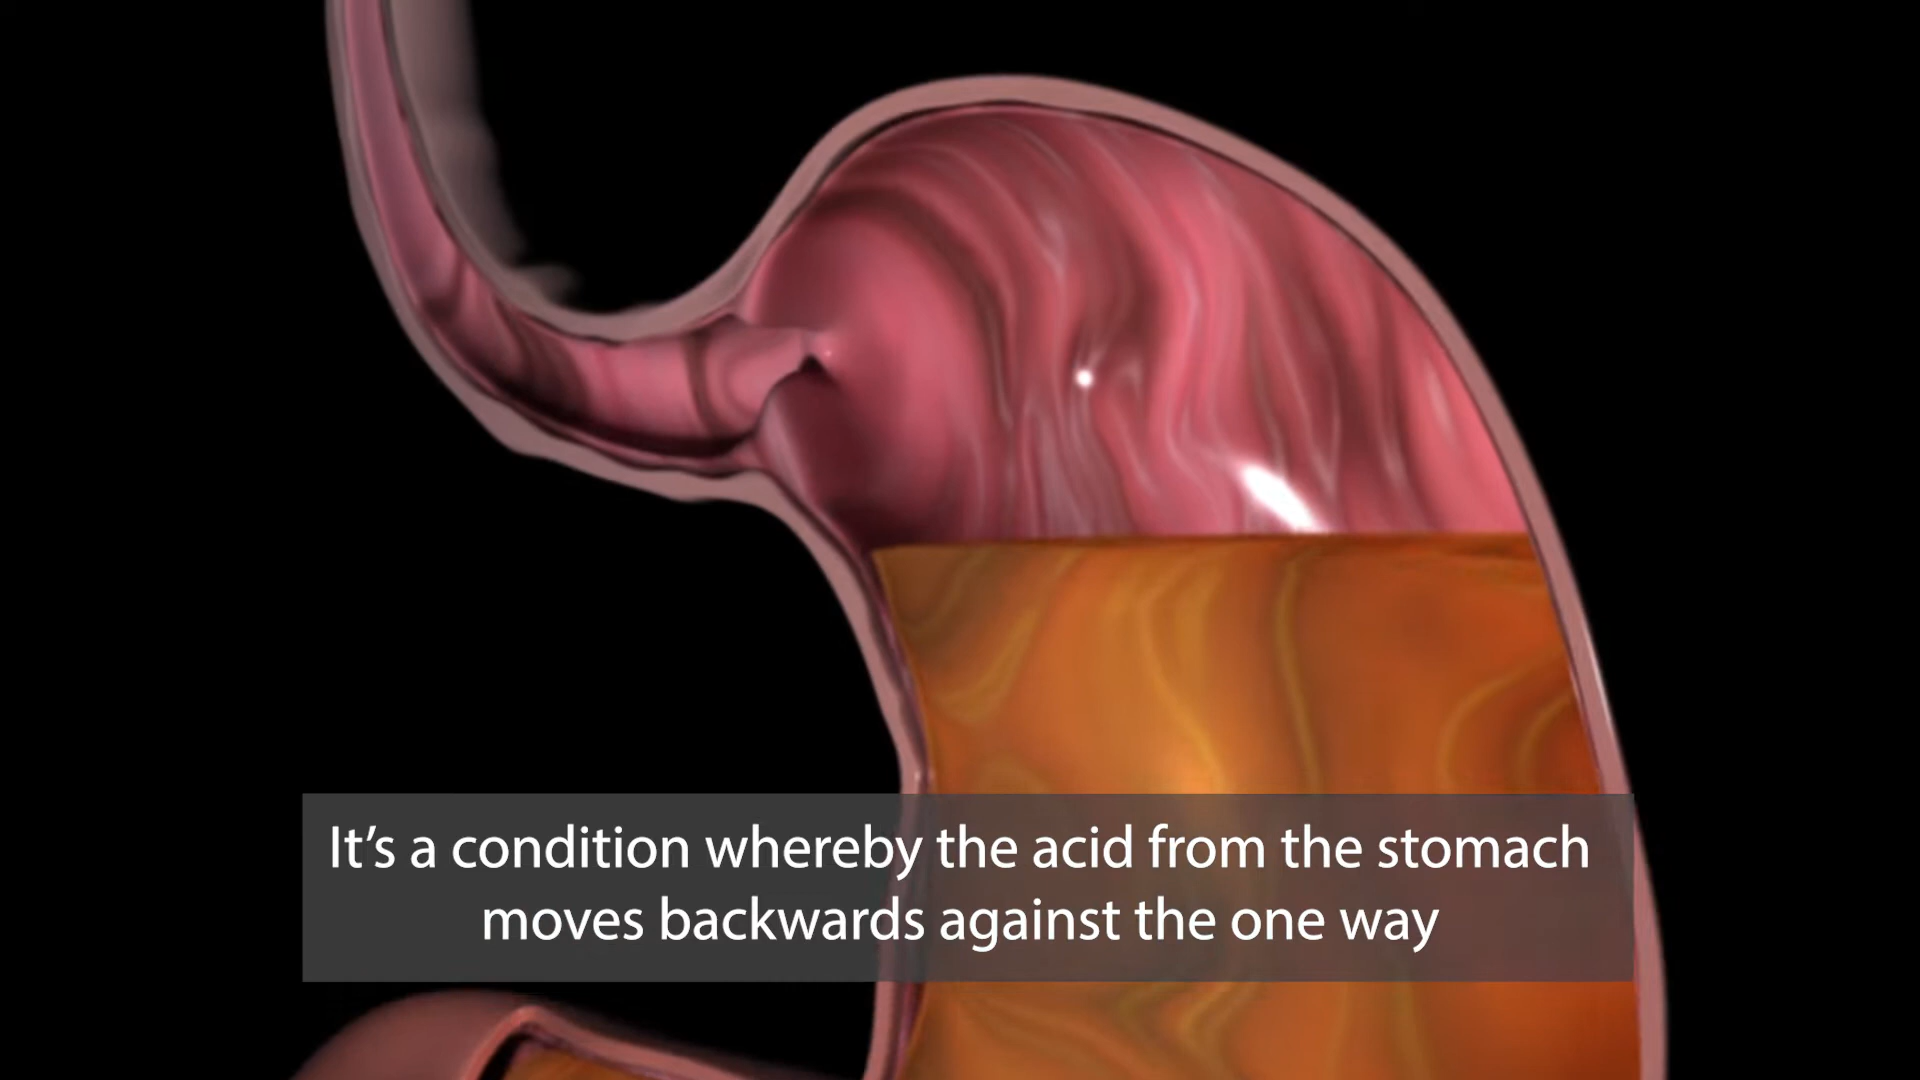 It’s a condition whereby the acid from the stomach
moves backwards against the one way